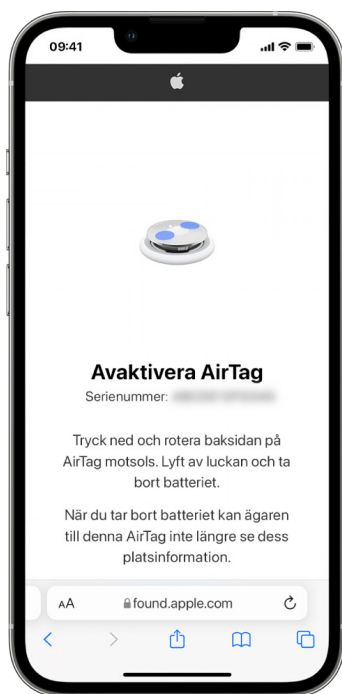 09:41
Avaktivera AirTag
Serienummer:
Tryck ned och rotera baksidan på
AirTag motsols. Lyft av luckan och ta
bort batteriet.
När du tar bort batteriet kan ägaren
till denna AirTag inte längre se dess
platsinformation.
AA
found.apple.com